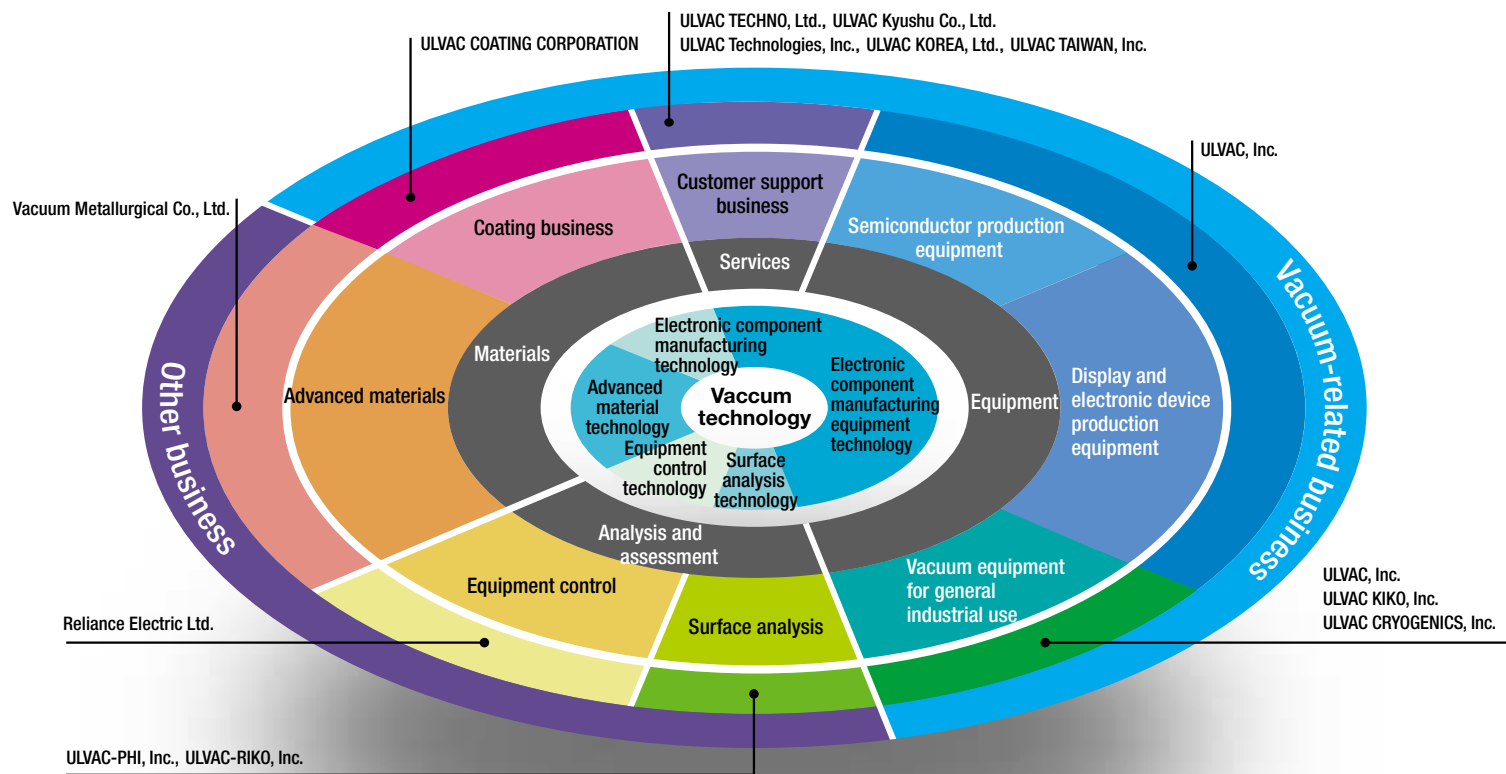 ULVAC TECHNO, Ltd., ULVAC Kyushu Co., Ltd.
ULVAC Technologies, Inc., ULVAC KOREA, Ltd., ULVAC TAIWAN, Inc.
ULVAC COATING CORPORATION
ULVAC, Inc.
Vacuum Metallurgical Co., Ltd.
Customer support
business
Coating business
Semiconductor production
equipment
Services
Materials
Electronic component
manufacturing
technology
Advanced materials
Advanced
material
technology
Vaccum
technology
Electronic
component
manufacturing
equipment
technology
Equipment
Display and
electronic device
production
equipment
Equipment
control
technology
Surface
analysis
technology
Other business
Vacuum-related business
Analysis and
assessment
Equipment control
Surface analysis
Vacuum equipment
for general
industrial use
Reliance Electric Ltd.
ULVAC, Inc.
ULVAC KIKO, Inc.
ULVAC CRYOGENICS, Inc.
ULVAC-PHI, Inc., ULVAC-RIKO, Inc.